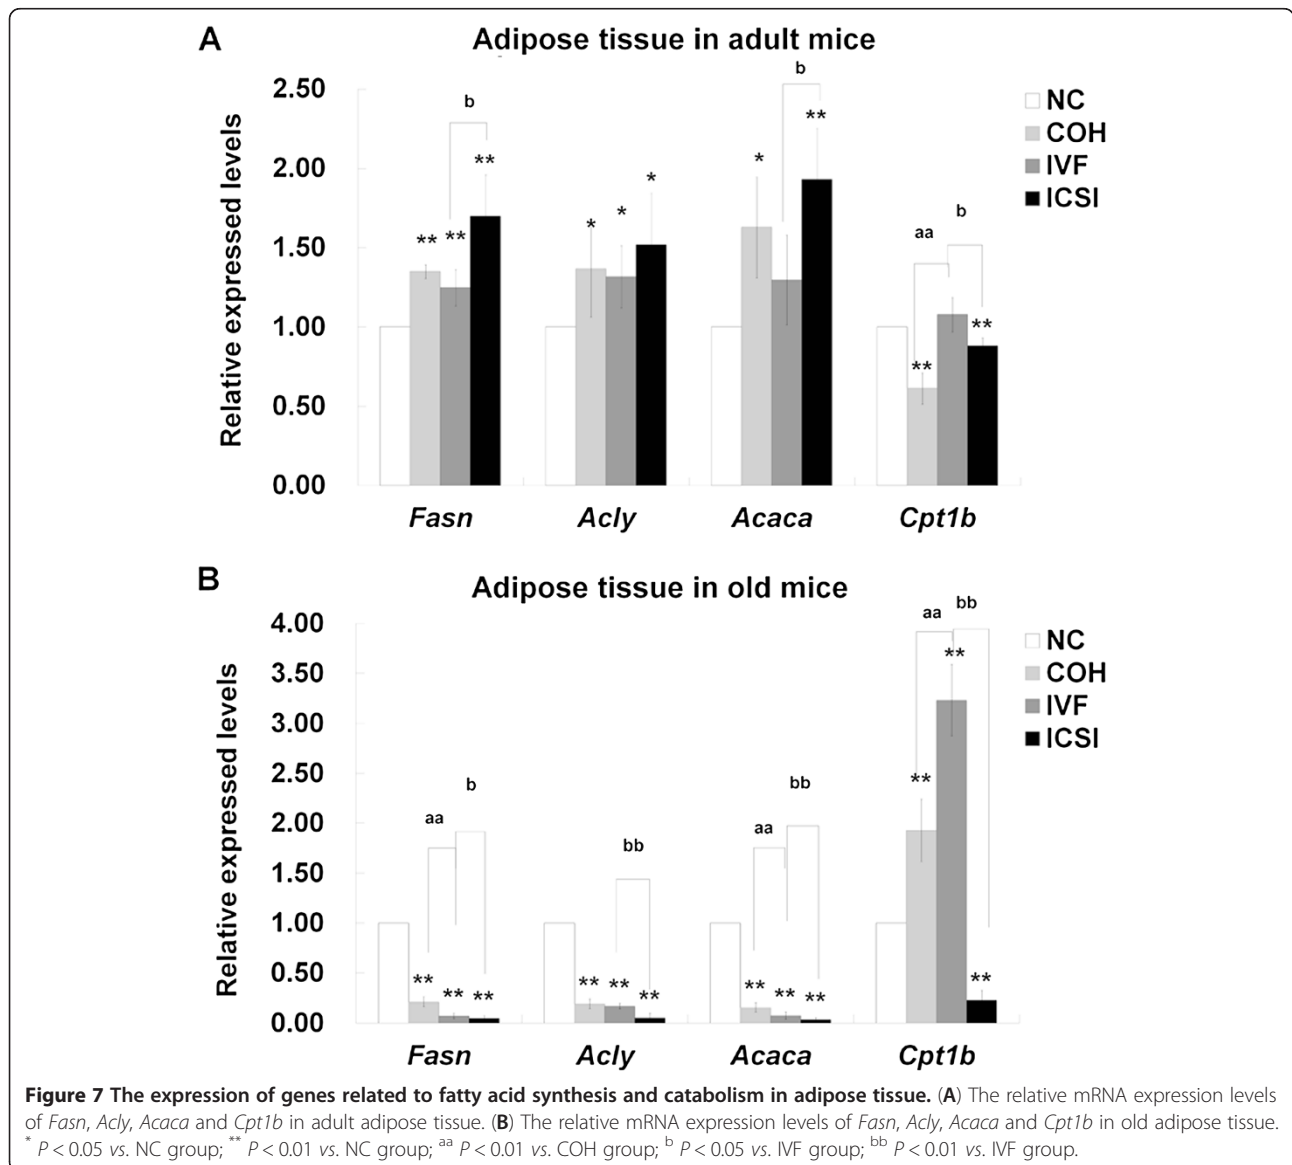 A
Adipose tissue in adult mice
Relative expressed levels
2.50
2.00
1.50
1.00
0.50
0.00
** ** ** b
* * *
* ** b
** aa ** b
NC
COH
IVF
ICSI
Fasn Acly Acaca Cpt1b
B
Adipose tissue in old mice
Relative expressed levels
4.00
3.50
3.00
2.50
2.00
1.50
1.00
0.50
0.00
** aa ** b **
** ** bb **
** aa ** bb **
** aa ** bb **
NC
COH
IVF
ICSI
Fasn Acly Acaca Cpt1b
Figure 7 The expression of genes related to fatty acid synthesis and catabolism in adipose tissue. (A) The relative mRNA expression levels
of Fasn, Acly, Acaca and Cpt1b in adult adipose tissue. (B) The relative mRNA expression levels of Fasn, Acly, Acaca and Cpt1b in old adipose tissue.
* P < 0.05 vs. NC group; ** P < 0.01 vs. NC group; aa P < 0.01 vs. COH group; b P < 0.05 vs. IVF group; bb P < 0.01 vs. IVF group.